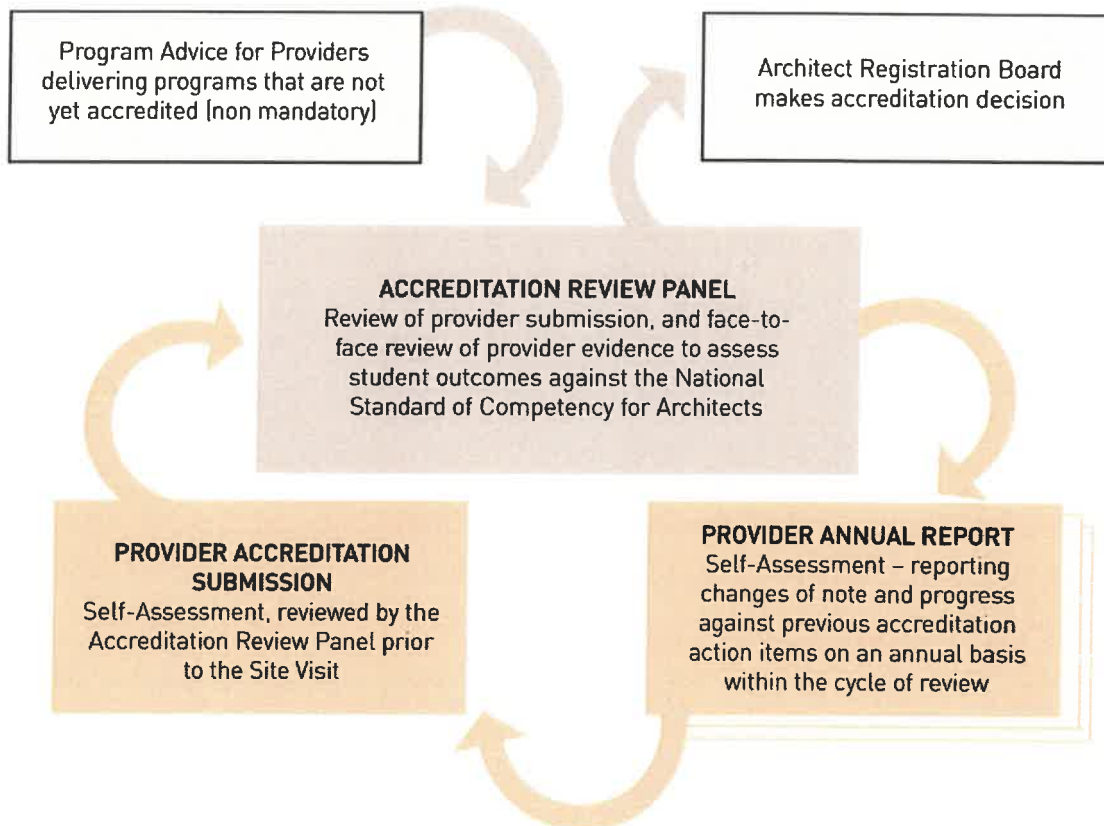 Program Advice for Providers
delivering programs that are not
yet accredited (non mandatory)
Architect Registration Board
makes accreditation decision
ACCREDITATION REVIEW PANEL
Review of provider submission, and face-to-
face review of provider evidence to assess
student outcomes against the National
Standard of Competency for Architects
PROVIDER ACCREDITATION
SUBMISSION
Self-Assessment, reviewed by the
Accreditation Review Panel prior
to the Site Visit
PROVIDER ANNUAL REPORT
Self-Assessment – reporting
changes of note and progress
against previous accreditation
action items on an annual basis
within the cycle of review